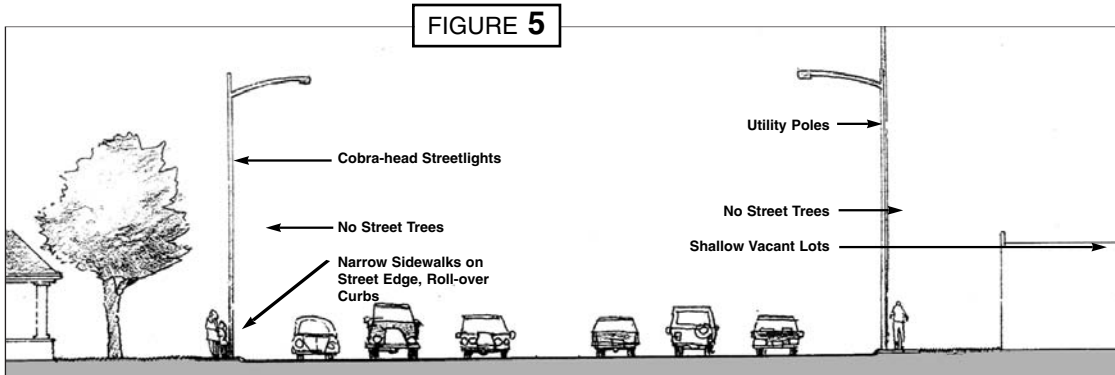 FIGURE 5
Utility Poles
Cobra-head Streetlights
No Street Trees
No Street Trees
Shallow Vacant Lots
Narrow Sidewalks on
Street Edge, Roll-over
Curbs